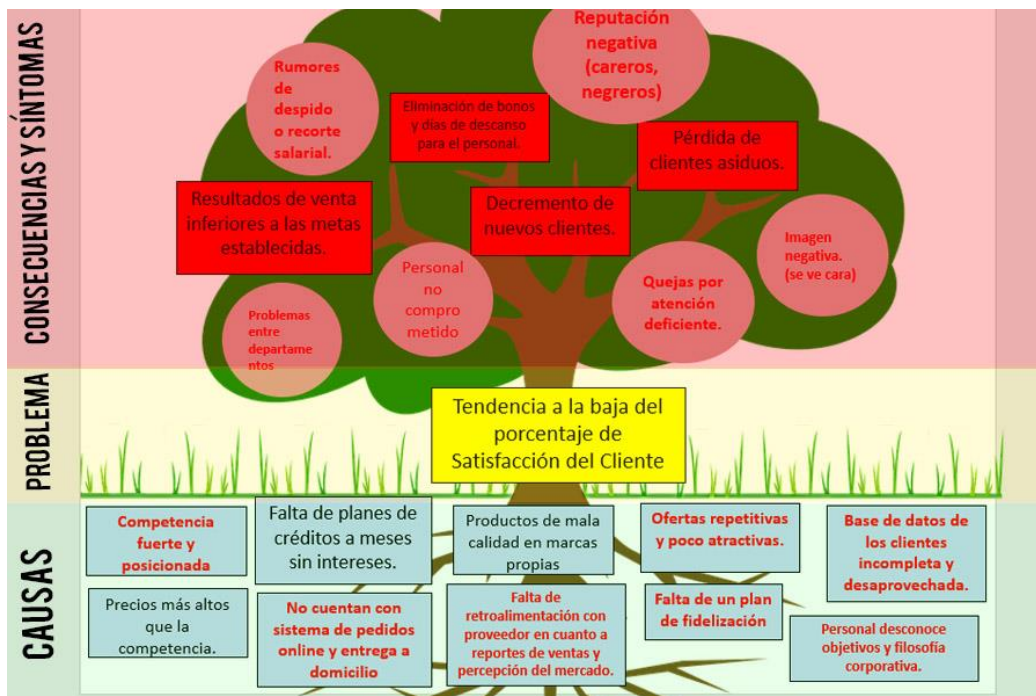 CONSECUENCIAS Y SÍNTOMAS
Reputación
negativa
(careros,
negreros)
Rumores
de
despido
o recorte
salarial.
Eliminación de bonos
y días de descanso
para el personal.
Pérdida de
clientes asiduos.
Resultados de venta
inferiores a las metas
establecidas.
Decremento de
nuevos clientes.
Imagen
negativa.
(se ve cara)
Personal
no
compro
metido
Quejas por
atención
deficiente.
Problemas
entre
departame
ntos
PROBLEMA
Tendencia a la baja del
porcentaje de
Satisfacción del Cliente
CAUSAS
Competencia
fuerte y
posicionada
Falta de planes de
créditos a meses
sin intereses.
Productos de mala
calidad en marcas
propias
Ofertas repetitivas
y poco atractivas.
Base de datos de
los clientes
incompleta y
desaprovechada.
Precios más altos
que la
competencia.
No cuentan con
sistema de pedidos
online y entrega a
domicilio
Falta de
retroalimentación con
proveedor en cuanto a
reportes de ventas y
percepción del mercado.
Falta de un plan
de fidelización
Personal desconoce
objetivos y filosofía
corporativa.